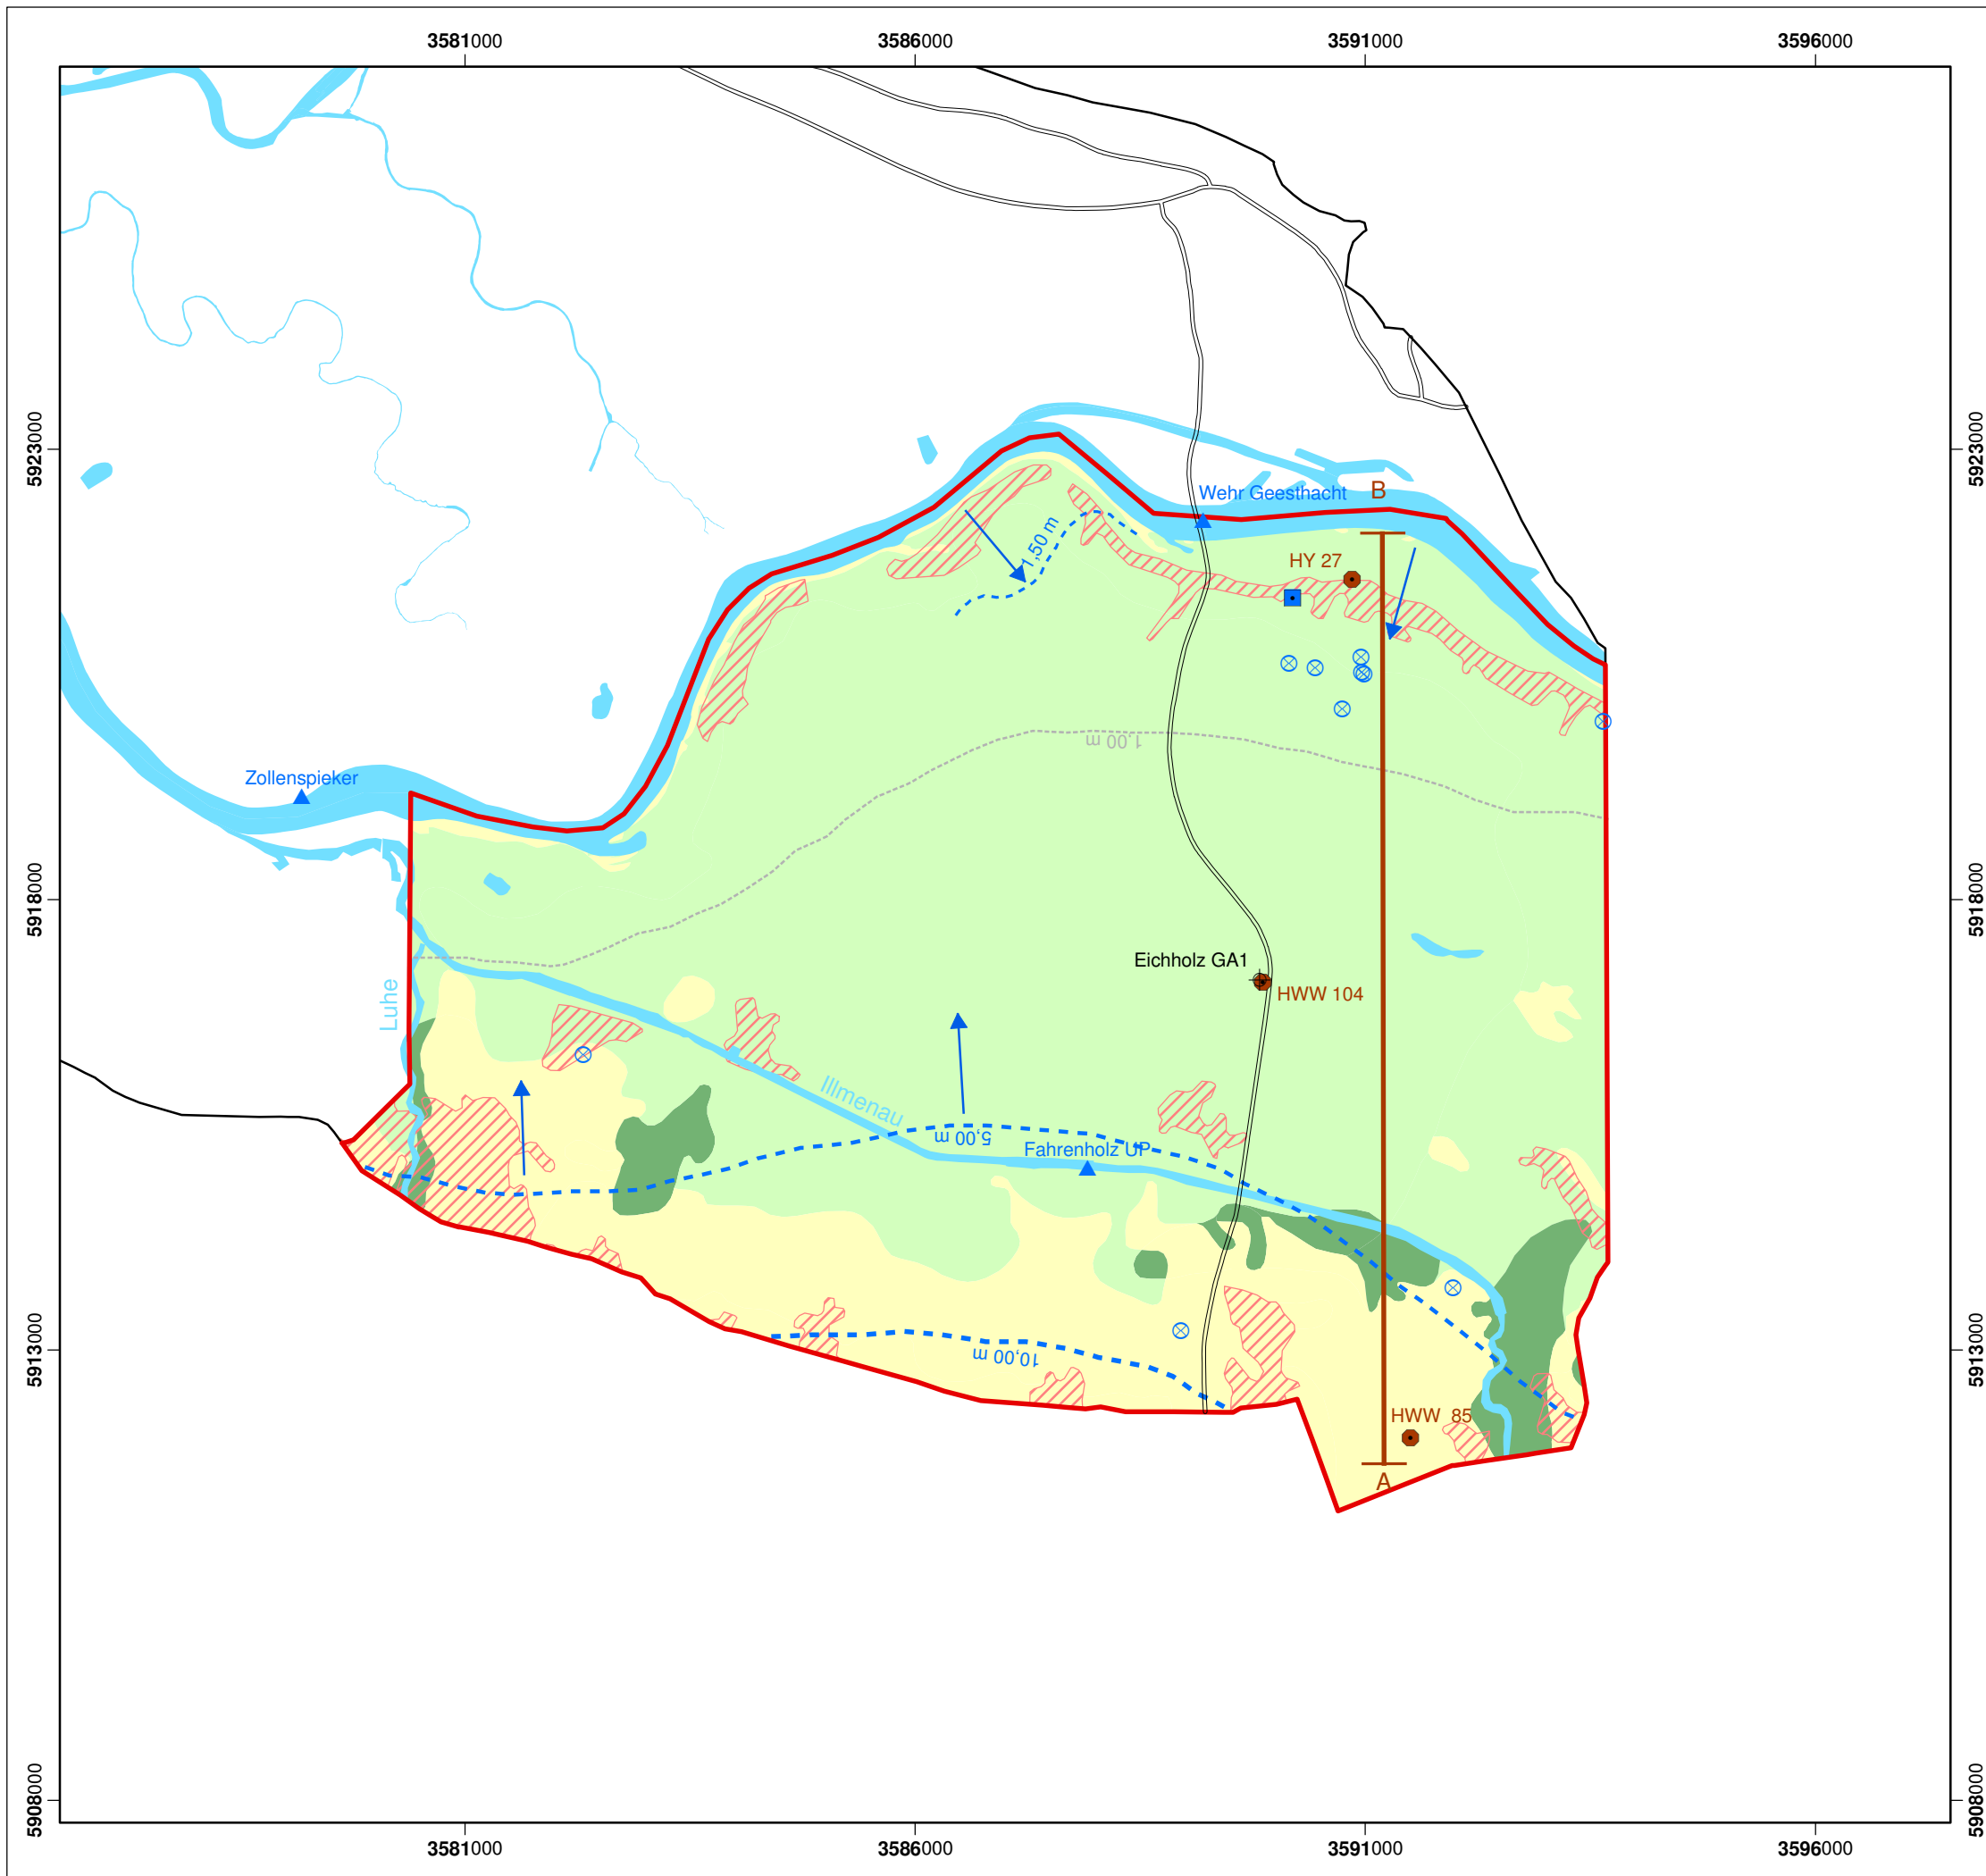 3581000 3586000 3591000 3596000
5923000 5923000
Wehr Geesthacht
B
1,50 m
HY 27
1,00 m
Zollenspieker
5918000 5918000
Eichholz GA1
HWW 104
Luhe
Illmenau
5,00 m
Fahrenholz UP
5913000 5913000
10,00 m
HWW 85
A
5908000 5908000
3581000 3586000 3591000 3596000